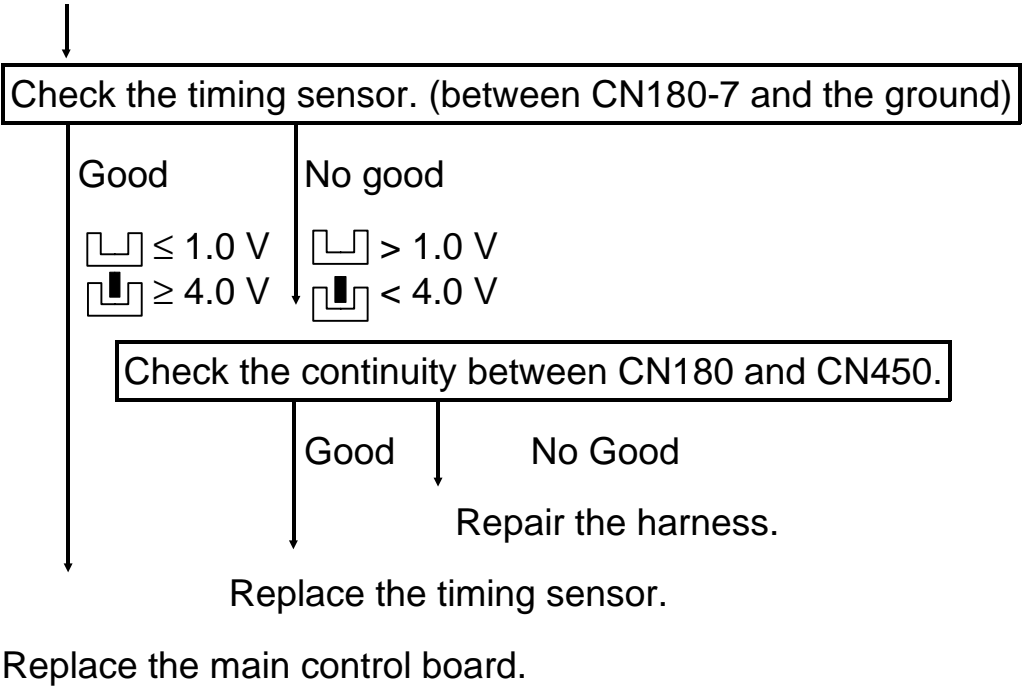 Check the timing sensor. (between CN180-7 and the ground)
Good No good
≤ 1.0 V > 1.0 V
≥ 4.0 V < 4.0 V
Check the continuity between CN180 and CN450.
Good No Good
Repair the harness.
Replace the timing sensor.
Replace the main control board.